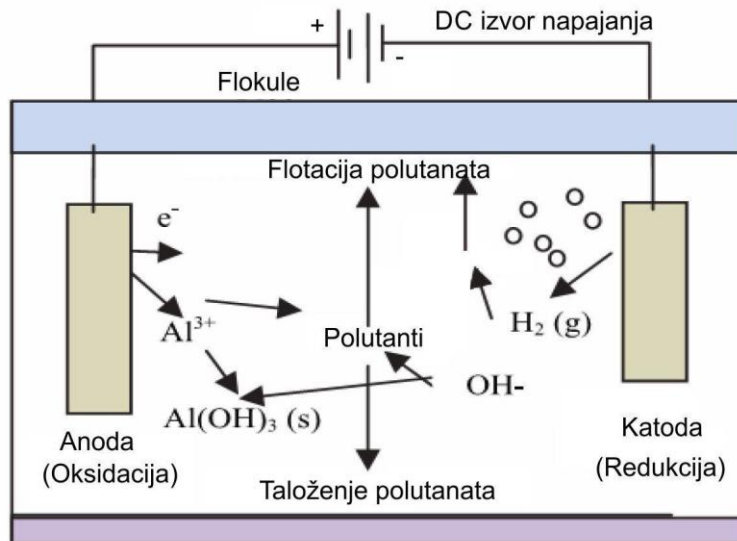 +
DC izvor napajanja
-
Flokule
Flotacija polutanata
e⁻
Al³⁺
H₂ (g)
Polutanti
OH-
Al(OH)₃ (s)
Anoda
(Oksidacija)
Katoda
(Redukcija)
Taloženje polutanata